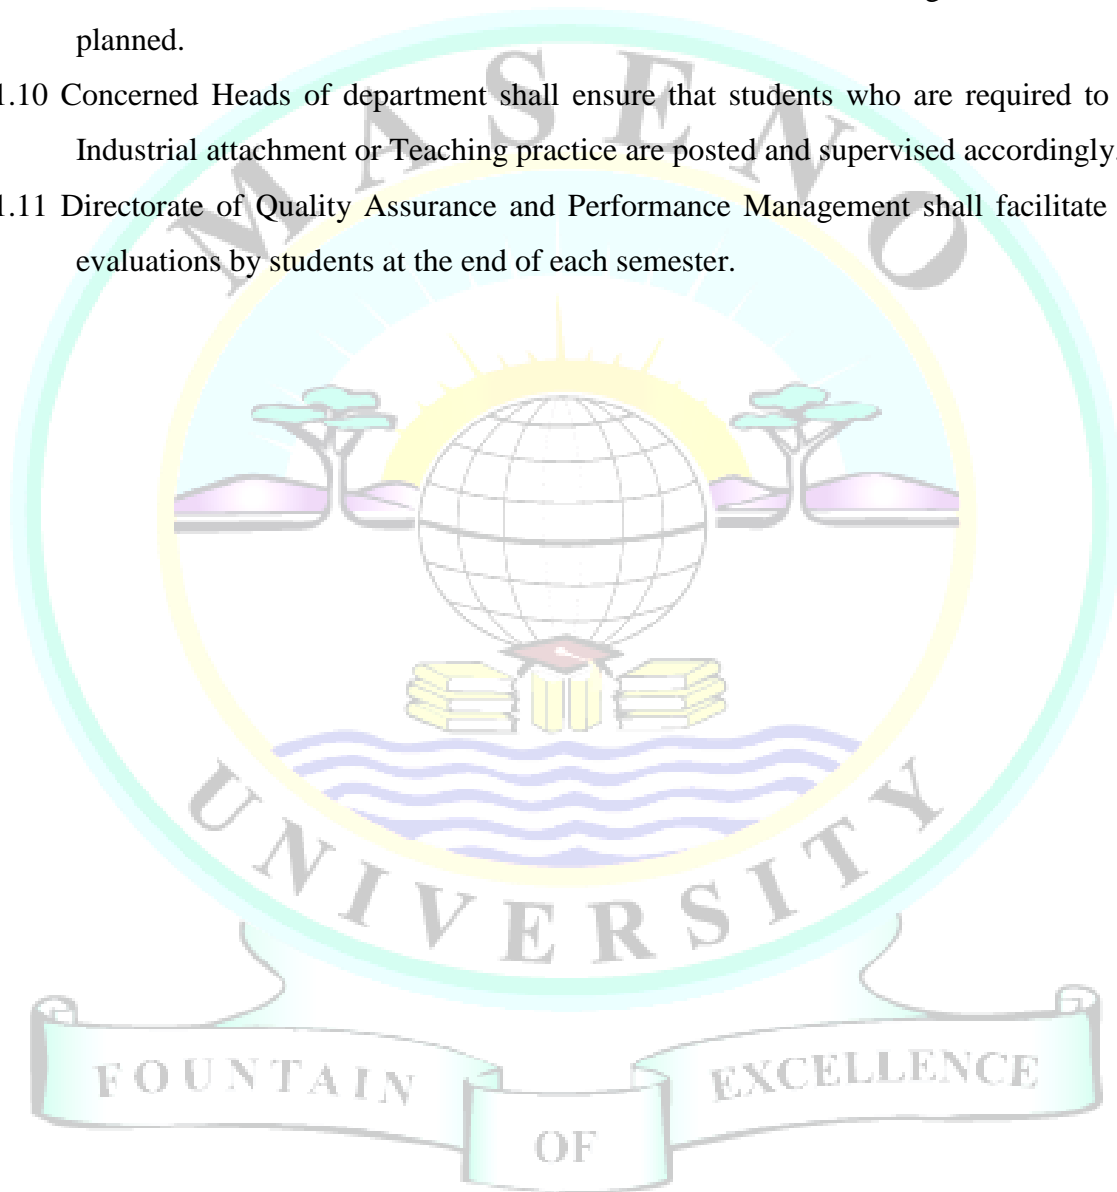 planned.
1.10 Concerned Heads of department shall ensure that students who are required to
Industrial attachment or Teaching practice are posted and supervised accordingly.
1.11 Directorate of Quality Assurance and Performance Management shall facilitate
evaluations by students at the end of each semester.
MASENO
UNIVERSITY
FOUNTAIN
OF
EXCELLENCE